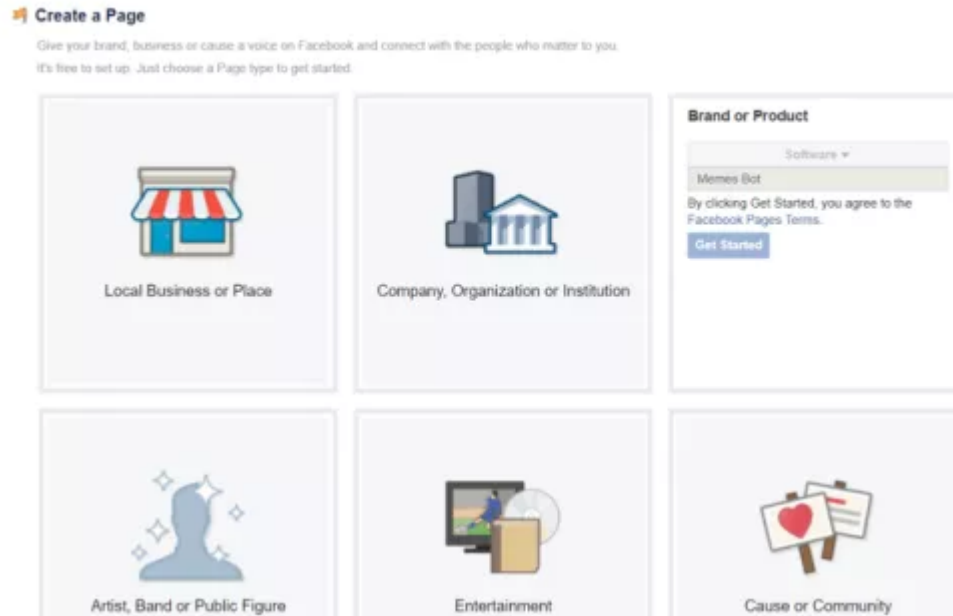 Create a Page
Give your brand, business or cause a voice on Facebook and connect with the people who matter to you.
It's free to set up. Just choose a Page type to get started.
Local Business or Place
Company, Organization or Institution
Brand or Product
Software
Memes Bot
By clicking Get Started, you agree to the
Facebook Pages Terms.
Get Started
Artist, Band or Public Figure
Entertainment
Cause or Community